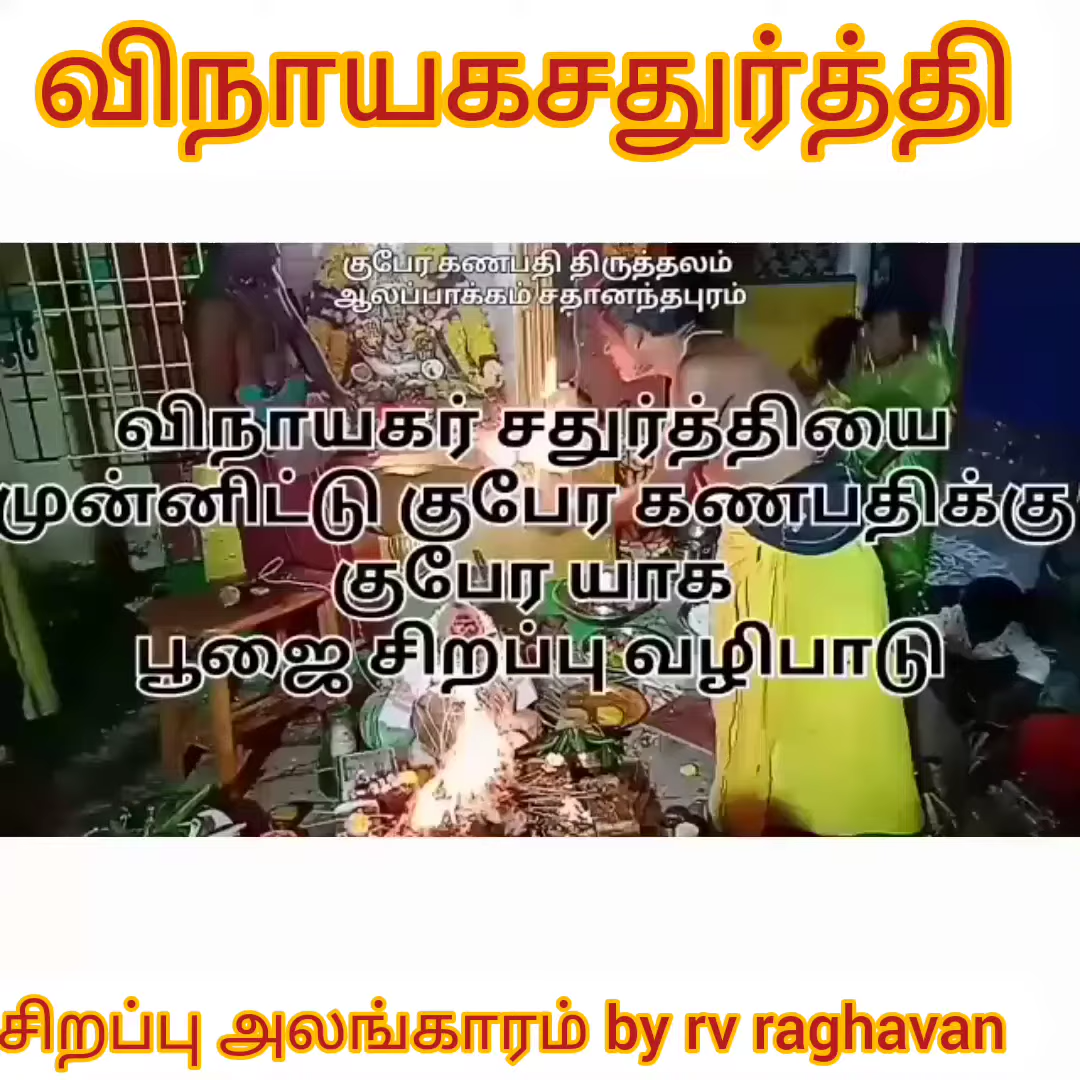 விநாயகசதுர்த்தி
குபேர கணபதி திருத்தலம்
ஆலப்பாக்கம் சதானந்தபுரம்
விநாயகர் சதுர்த்தியை
முன்னிட்டு குபேர கணபதிக்கு
குபேர யாக
பூஜை சிறப்பு வழிபாடு
சிறப்பு அலங்காரம் by rv raghavan